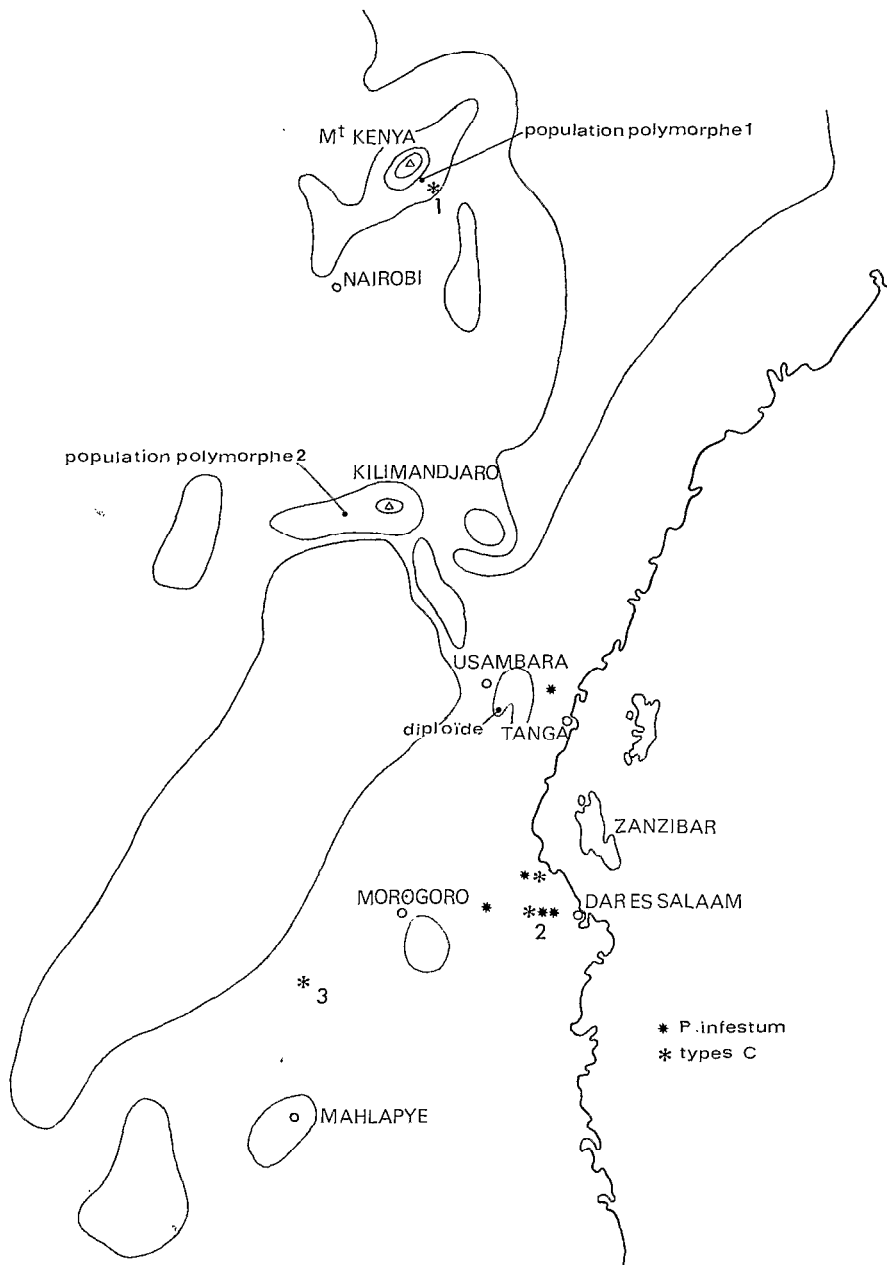 Mt KENYA
population polymorphe 1
1
NAIROBI
population polymorphe 2
KILIMANDJARO
USAMBARA
diploïde
TANGA
ZANZIBAR
MOROGORO
DAR ES SALAAM
2
3
* P. infestum
* types C
MAHLAPYE